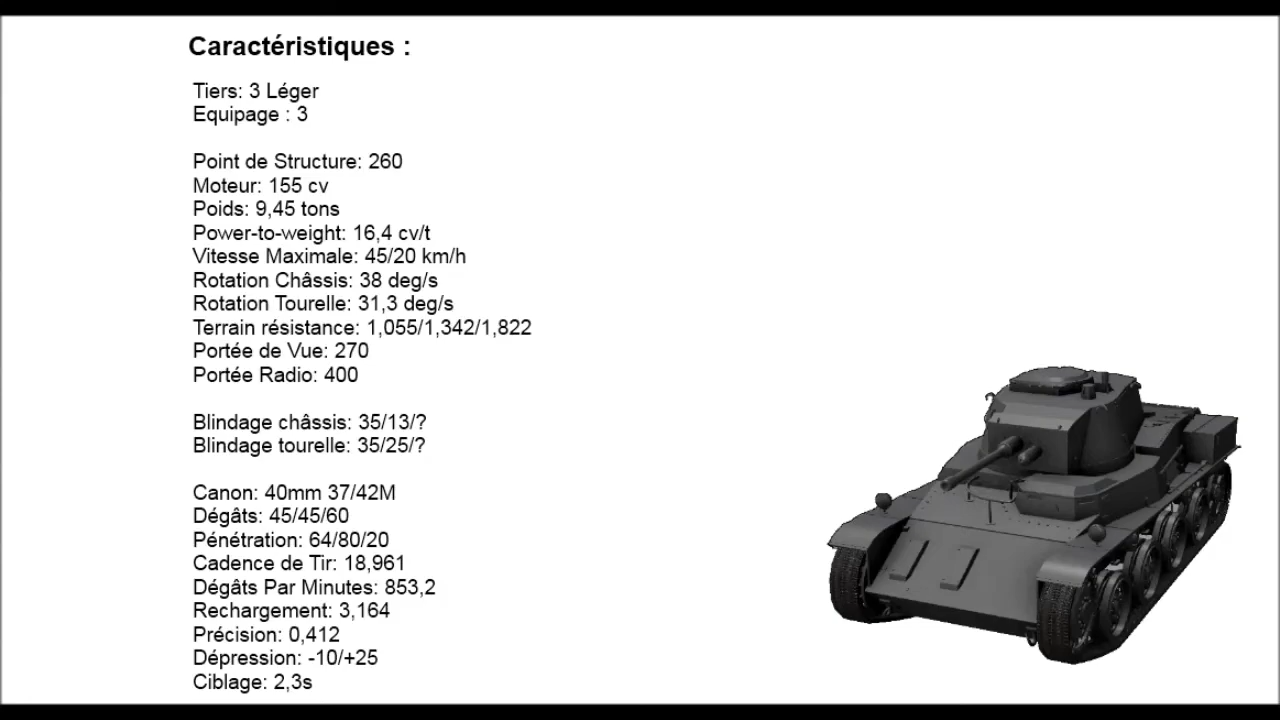 Caractéristiques :
Tiers: 3 Léger
Equipage : 3
Point de Structure: 260
Moteur: 155 cv
Poids: 9,45 tons
Power-to-weight: 16,4 cv/t
Vitesse Maximale: 45/20 km/h
Rotation Châssis: 38 deg/s
Rotation Tourelle: 31,3 deg/s
Terrain résistance: 1,055/1,342/1,822
Portée de Vue: 270
Portée Radio: 400
Blindage châssis: 35/13/?
Blindage tourelle: 35/25/?
Canon: 40mm 37/42M
Dégâts: 45/45/60
Pénétration: 64/80/20
Cadence de Tir: 18,961
Dégâts Par Minutes: 853,2
Rechargement: 3,164
Précision: 0,412
Dépression: -10/+25
Ciblage: 2,3s